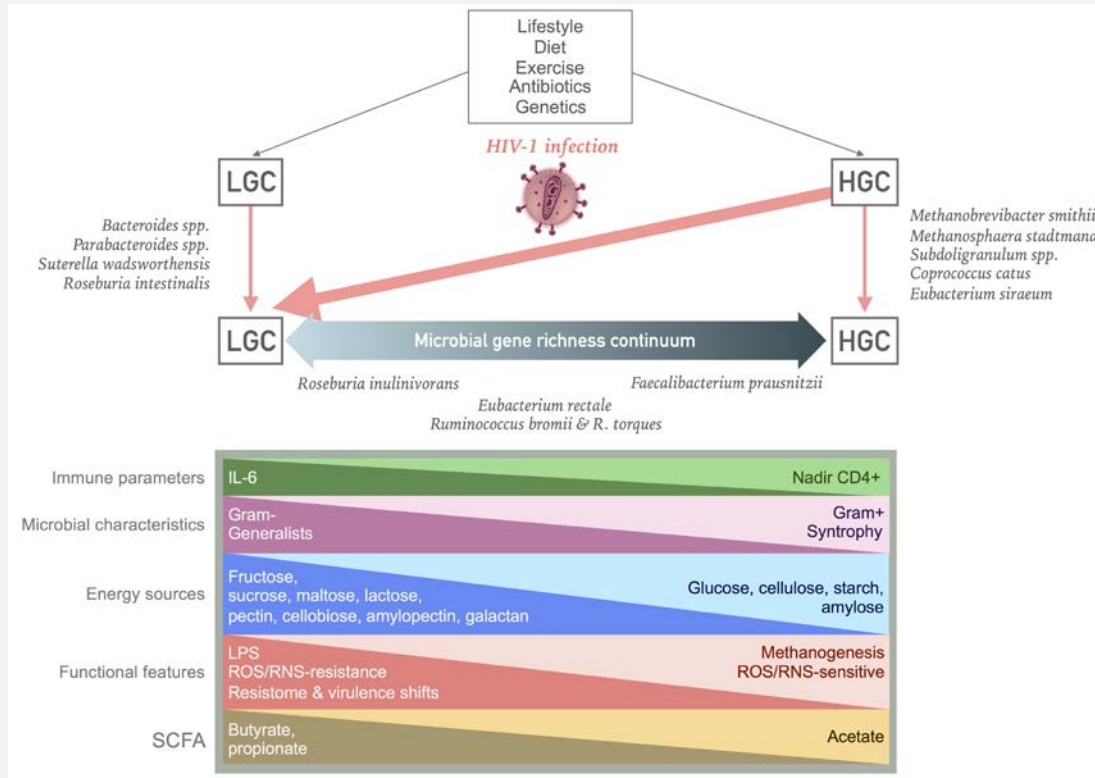 Lifestyle
Diet
Exercise
Antibiotics
Genetics
HIV-1 infection
LGC
HGC
Bacteroides spp.
Parabacteroides spp.
Suterella wadsworthensis
Roseburia intestinalis
Methanobrevibacter smithii
Methanosphaera stadtmana
Subdoligranulum spp.
Coprococcus catus
Eubacterium siraeum
LGC
Microbial gene richness continuum
HGC
Roseburia inulinivorans
Faecalibacterium prausnitzii
Eubacterium rectale
Ruminococcus bromii & R. torques
Immune parameters
IL-6
Nadir CD4+
Microbial characteristics
Gram-
Generalists
Gram+
Syntrophy
Energy sources
Fructose,
sucrose, maltose, lactose,
pectin, cellobiose, amylopectin, galactan
Glucose, cellulose, starch,
amylose
Functional features
LPS
ROS/RNS-resistance
Resistome & virulence shifts
Methanogenesis
ROS/RNS-sensitive
SCFA
Butyrate,
propionate
Acetate